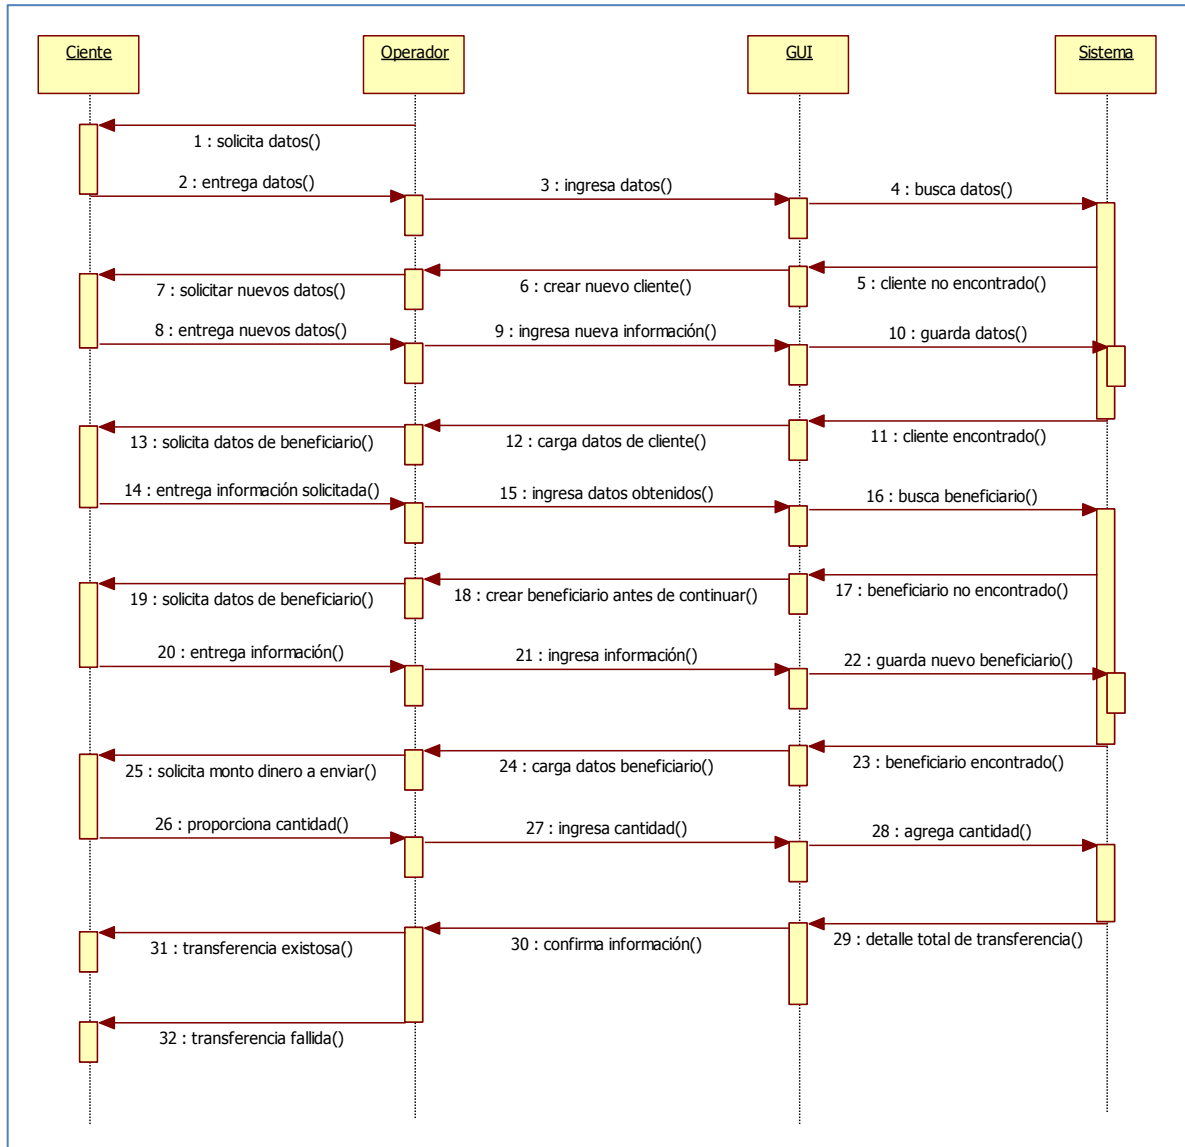 Ciente
Operador
GUI
Sistema
1 : solicita datos()
2 : entrega datos()
3 : ingresa datos()
4 : busca datos()
5 : cliente no encontrado()
6 : crear nuevo cliente()
7 : solicitar nuevos datos()
8 : entrega nuevos datos()
9 : ingresa nueva información()
10 : guarda datos()
11 : cliente encontrado()
12 : carga datos de cliente()
13 : solicita datos de beneficiario()
14 : entrega información solicitada()
15 : ingresa datos obtenidos()
16 : busca beneficiario()
17 : beneficiario no encontrado()
18 : crear beneficiario antes de continuar()
19 : solicita datos de beneficiario()
20 : entrega información()
21 : ingresa información()
22 : guarda nuevo beneficiario()
23 : beneficiario encontrado()
24 : carga datos beneficiario()
25 : solicita monto dinero a enviar()
26 : proporciona cantidad()
27 : ingresa cantidad()
28 : agrega cantidad()
29 : detalle total de transferencia()
30 : confirma información()
31 : transferencia existosa()
32 : transferencia fallida()